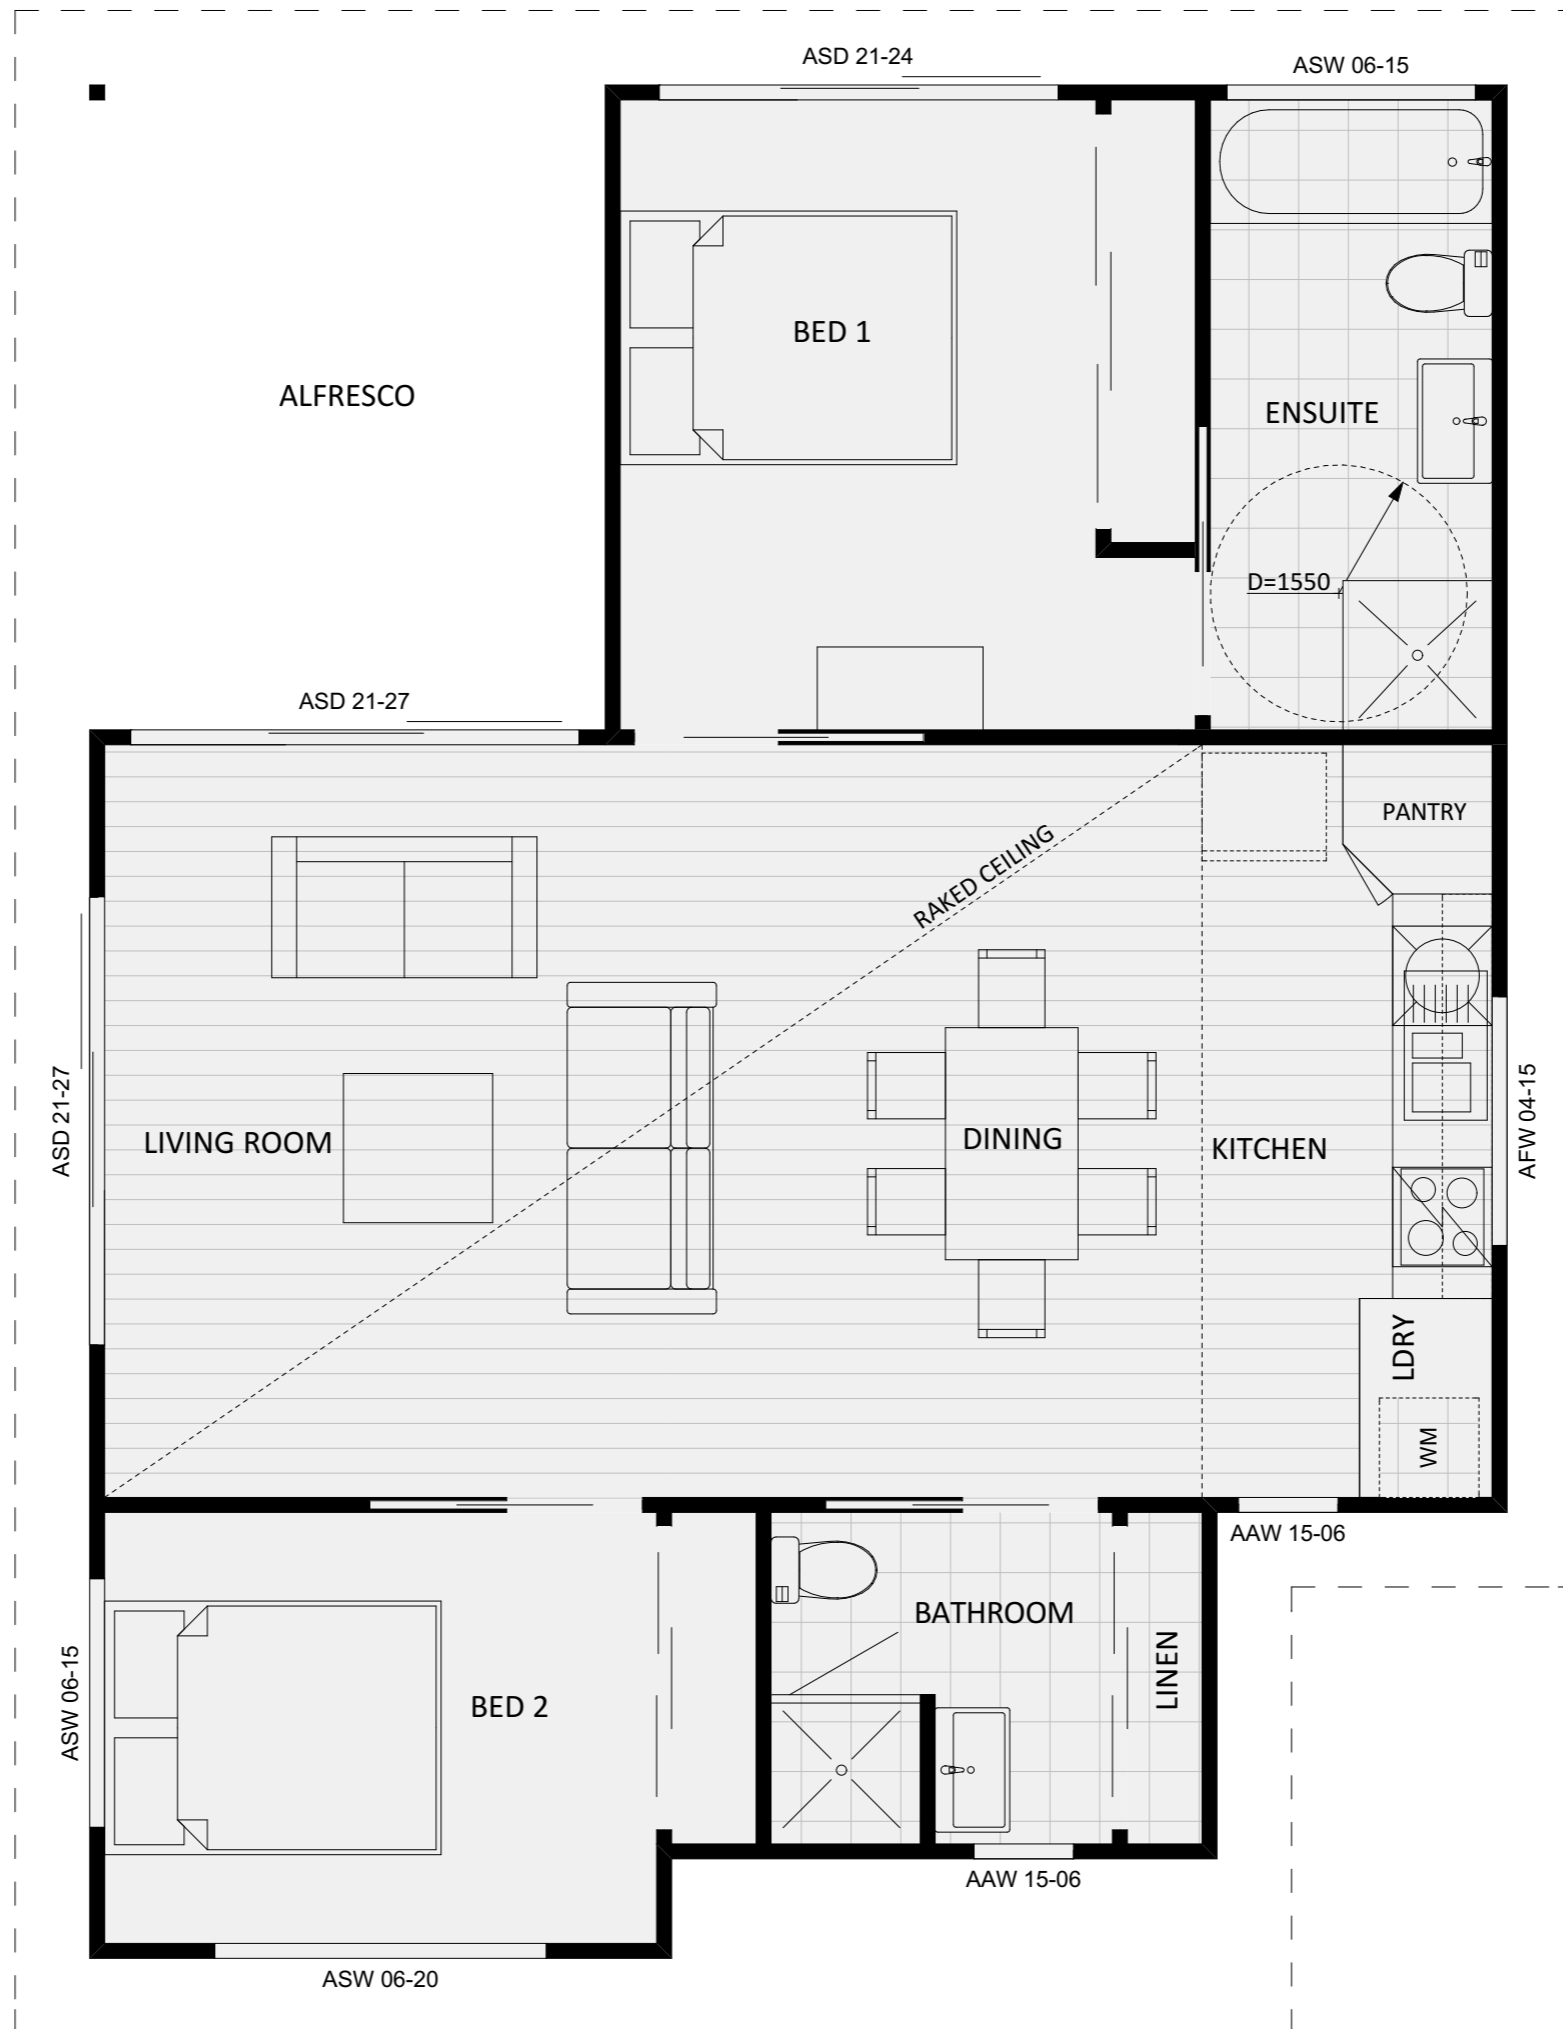 ASD 21-24
ASW 06-15
BED 1
ALFRESCO
ENSUITE
D=1550
ASD 21-27
PANTRY
RAKED CEILING
ASD 21-27
LIVING ROOM
DINING
KITCHEN
AFW 04-15
LDRY
WM
AAW 15-06
BATHROOM
LINEN
ASW 06-15
BED 2
AAW 15-06
ASW 06-20